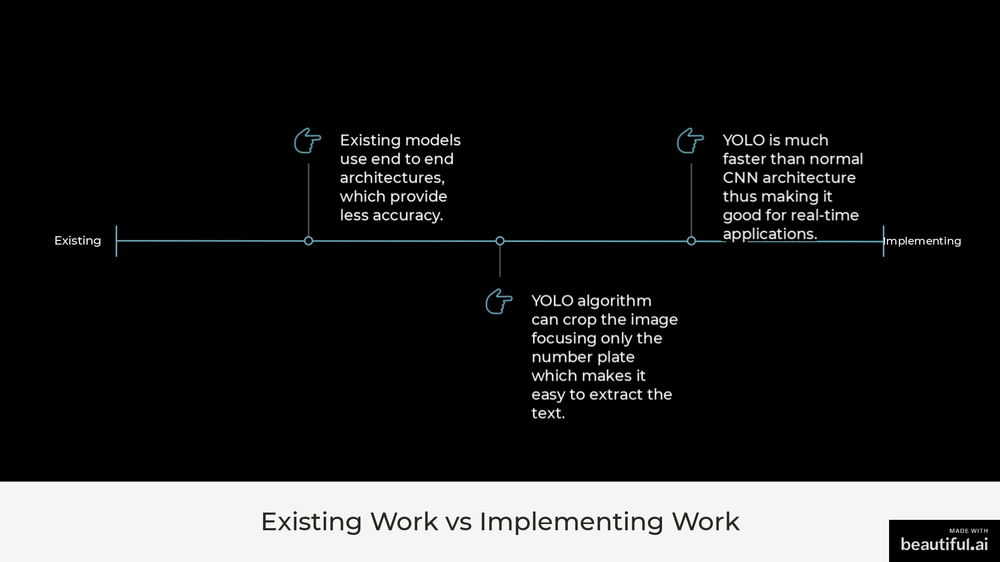 Existing models
use end to end
architectures,
which provide
less accuracy.
YOLO is much
faster than normal
CNN architecture
thus making it
good for real-time
applications.
Existing
Implementing
YOLO algorithm
can crop the image
focusing only the
number plate
which makes it
easy to extract the
text.
Existing Work vs Implementing Work
MADE WITH
beautiful.ai